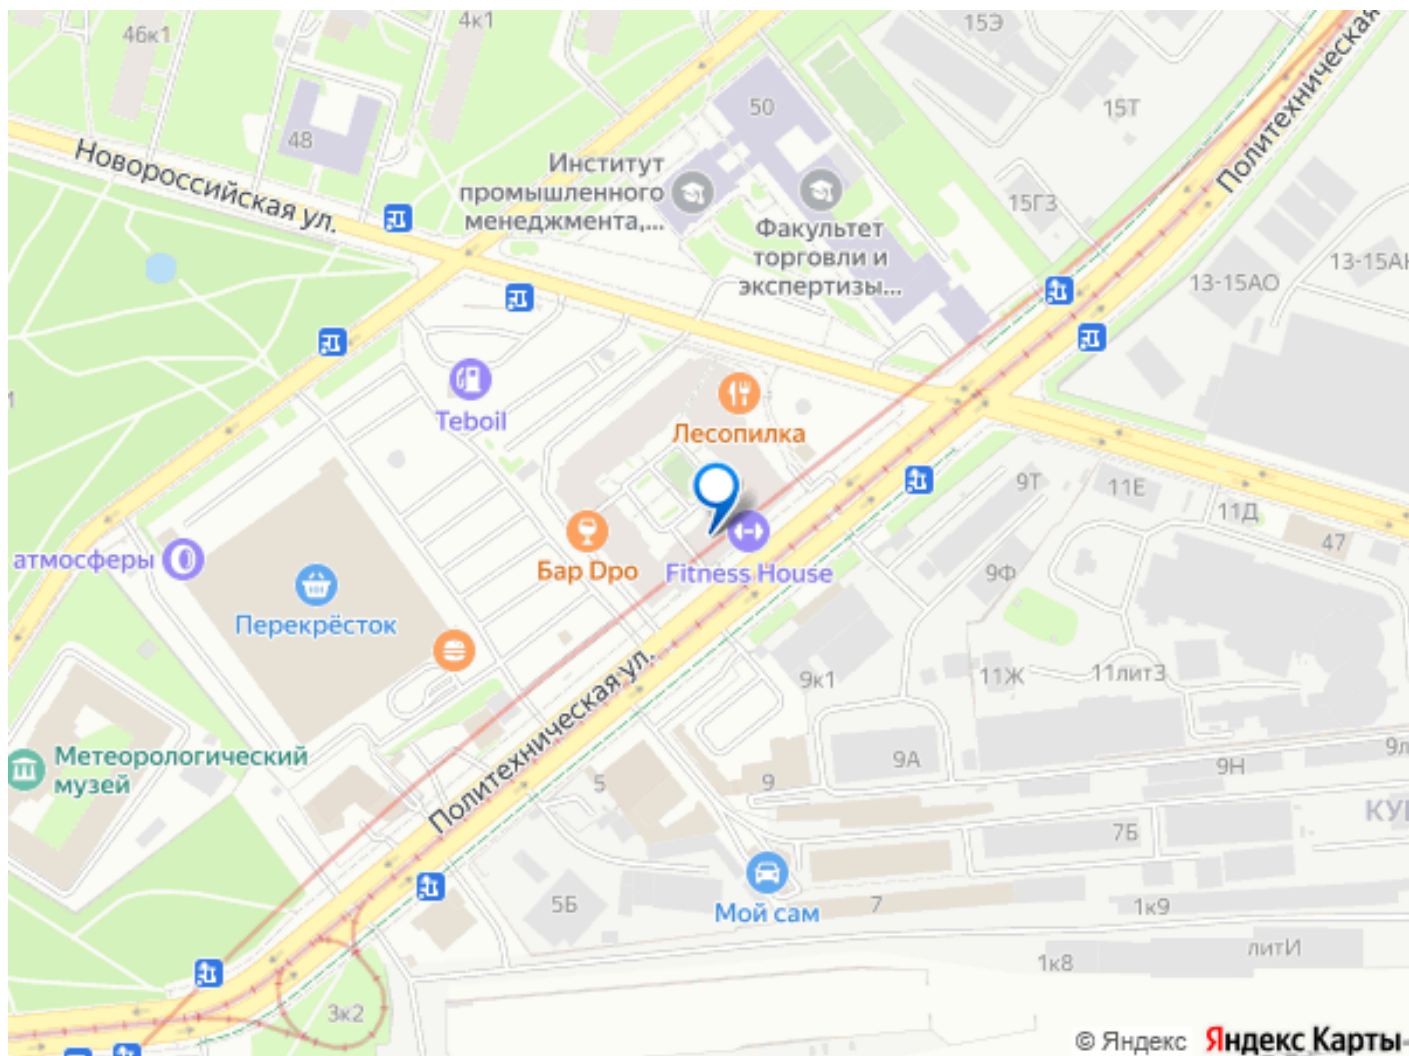 46к1
4к1
15Э
Политехническая
50
15Т
48
Новороссийская ул.
Институт
промышленного
менеджмента,...
Факультет
торговли и
экспертизы...
15Г3
13-15АО
Teboil
Лесопилка
9Т
11Е
11Д
47
атмосферы
Бар Dро
Fitness House
9Ф
Перекрёсток
Политехническая ул.
9к1
11Ж
11литЗ
Метеорологический
музей
5
9
9А
9Н
7Б
5Б
Мой сам
7
1к9
1к8
литИ
3к2
© Яндекс Яндекс Карты